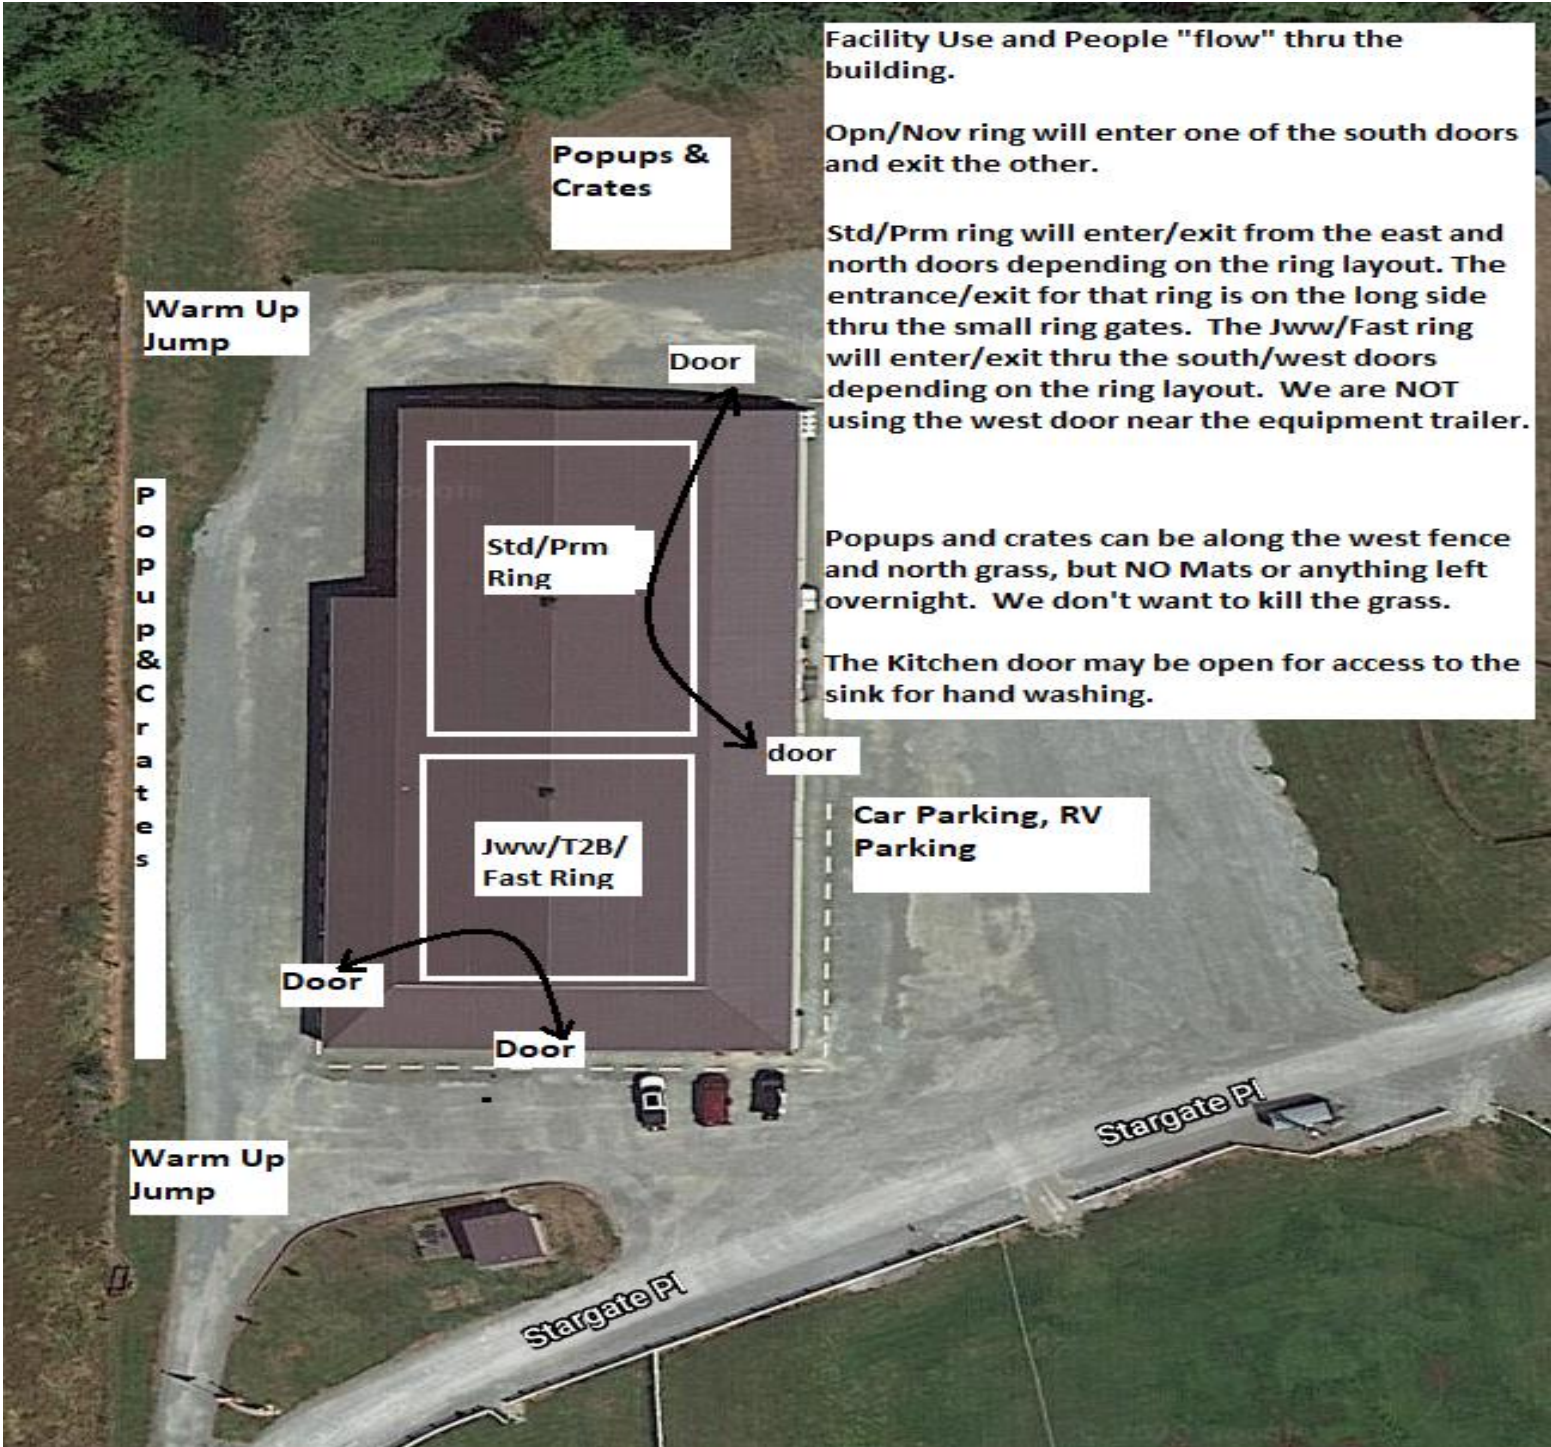 Facility Use and People "flow" thru the
building.
Opn/Nov ring will enter one of the south doors
and exit the other.
Std/Prm ring will enter/exit from the east and
north doors depending on the ring layout. The
entrance/exit for that ring is on the long side
thru the small ring gates. The Jww/Fast ring
will enter/exit thru the south/west doors
depending on the ring layout. We are NOT
using the west door near the equipment trailer.
Popups and crates can be along the west fence
and north grass, but NO Mats or anything left
overnight. We don't want to kill the grass.
The Kitchen door may be open for access to the
sink for hand washing.
Popups &
Crates
Warm Up
Jump
Door
Popup&Crates
Google
Std/Prm
Ring
door
Car Parking, RV
Parking
Jww/T2B/
Fast Ring
Door
Door
Stargate Pl
Warm Up
Jump
Stargate Pl